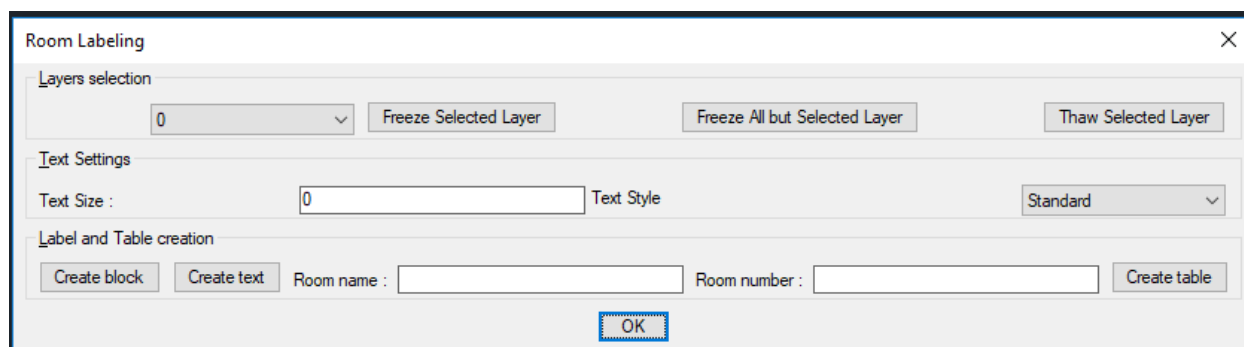 Room Labeling
Layers selection
0 Freeze Selected Layer Freeze All but Selected Layer Thaw Selected Layer
Text Settings
Text Size : 0 Text Style Standard
Label and Table creation
Create block Create text Room name : Room number : Create table
OK